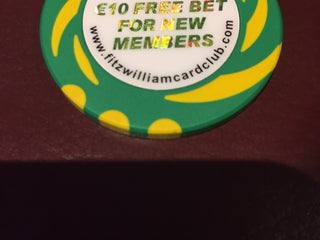 €10 FREE BET
FOR NEW
MEMBERS
www.fitzwilliamcardclub.com